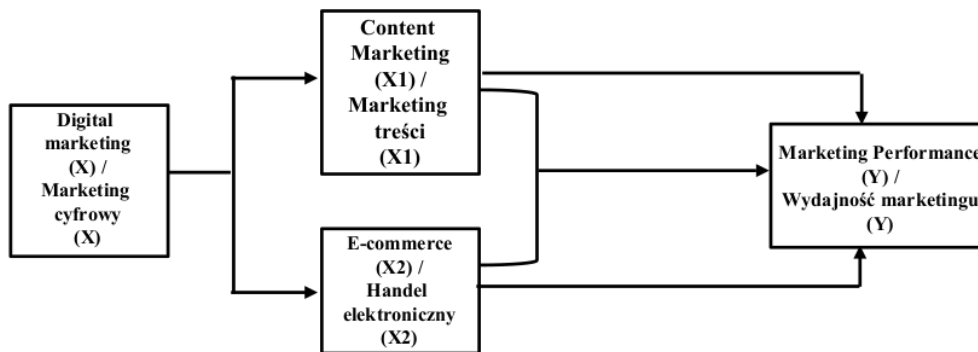 Digital
marketing
(X) /
Marketing
cyfrowy
(X)
Content
Marketing
(X1) /
Marketing
treści
(X1)
E-commerce
(X2) /
Handel
elektroniczny
(X2)
Marketing Performance
(Y) /
Wydajność marketingu
(Y)